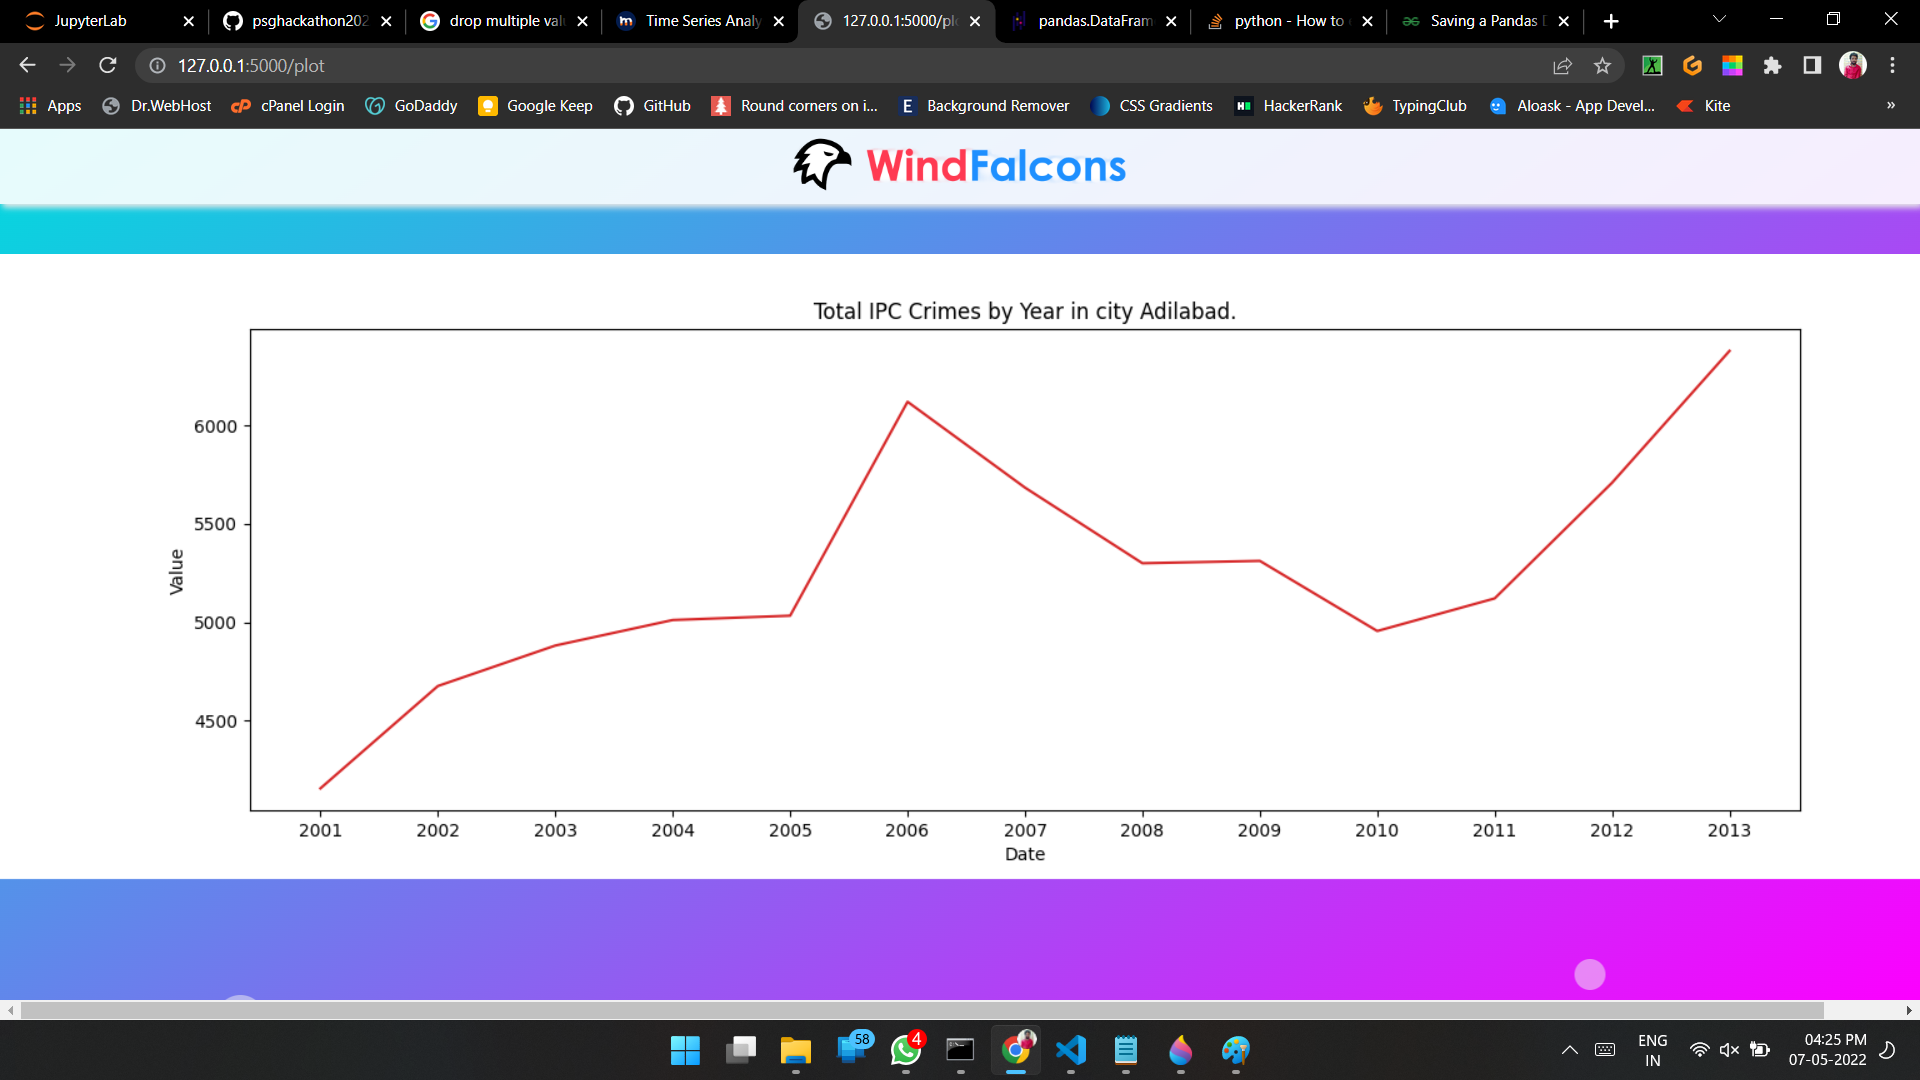 JupyterLab
psghackathon202
drop multiple val
Time Series Analy
127.0.0.1:5000/plo
pandas.DataFram
python - How to
Saving a Pandas D
127.0.0.1:5000/plot
Apps
Dr.WebHost
cPanel Login
GoDaddy
Google Keep
GitHub
Round corners on i...
Background Remover
CSS Gradients
HackerRank
TypingClub
Aloask - App Devel...
Kite
»
WindFalcons
Total IPC Crimes by Year in city Adilabad.
6000
5500
5000
4500
Value
2001 2002 2003 2004 2005 2006 2007 2008 2009 2010 2011 2012 2013
Date
58
4
ENG
IN
04:25 PM
07-05-2022